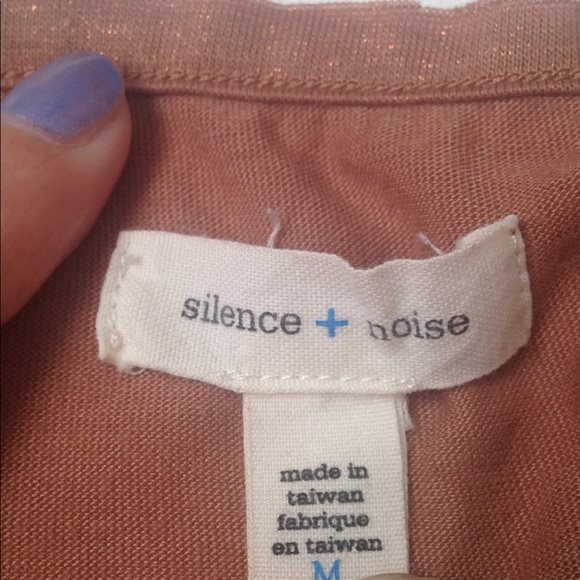 silence + noise
made in
taiwan
fabrique
en taiwan
M